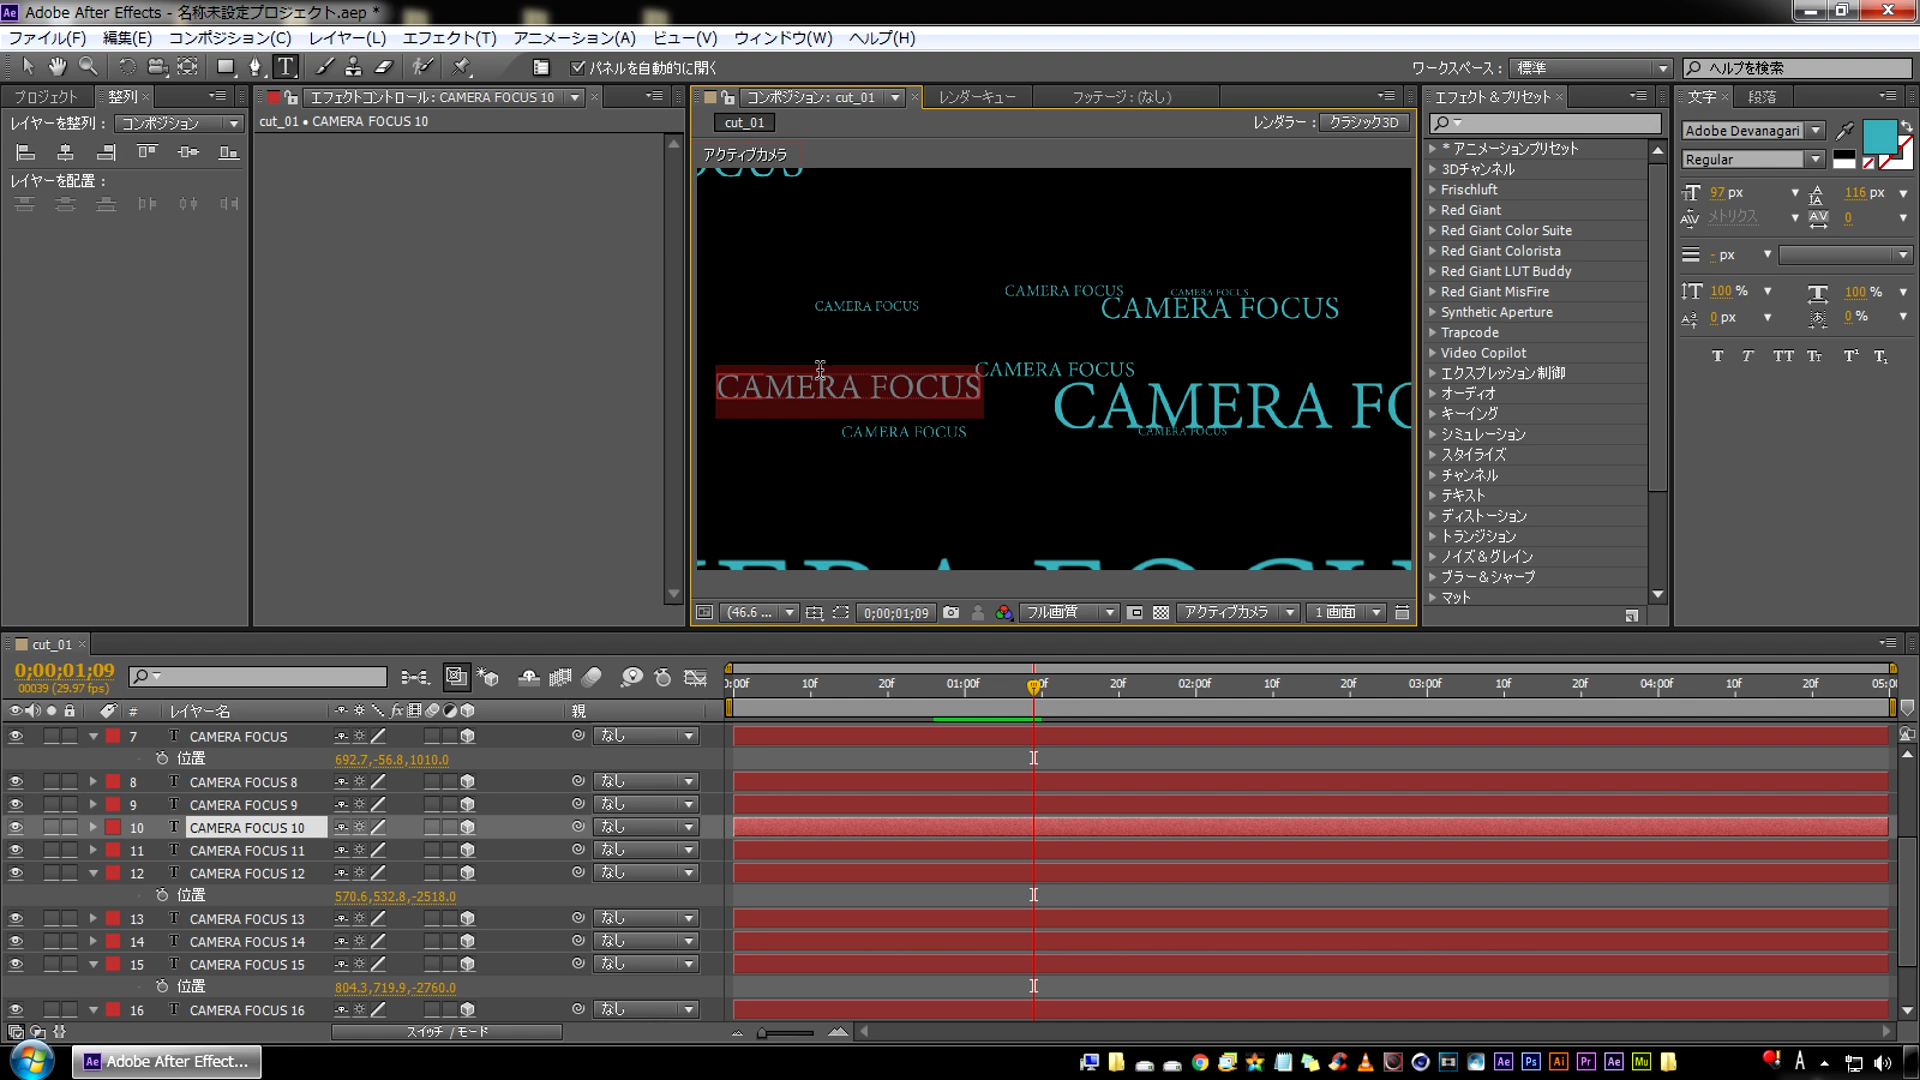 Adobe After Effects - 名称未設定プロジェクト.aep *
ファイル(F) 編集(E) コンポジション(C) レイヤー(L) エフェクト(T) アニメーション(A) ビュー(V) ウィンドウ(W) ヘルプ(H)
パネルを自動的に開く
ワークスペース: 標準
ヘルプを検索
プロジェクト 整列
レイヤーを整列: コンポジション
レイヤーを配置:
エフェクトコントロール: CAMERA FOCUS 10
cut_01 • CAMERA FOCUS 10
コンポジション: cut_01 レンダーキュー フッテージ: (なし)
cut_01
レンダラー: クラシック3D
アクティブカメラ
OCUS
CAMERA FOCUS
CAMERA FOCUS
CAMERA FOCUS
CAMERA FOCUS
CAMERA FOCUS
CAMERA FOCUS
CAMERA FOC
CAMERA FOCUS
CAMERA FOCUS
(46.6 ... 0;00;01;09 フル画質 アクティブカメラ 1 画面
エフェクト&プリセット
* アニメーションプリセット
3Dチャンネル
Frischluft
Red Giant
Red Giant Color Suite
Red Giant Colorista
Red Giant LUT Buddy
Red Giant MisFire
Synthetic Aperture
Trapcode
Video Copilot
エクスプレッション制御
オーディオ
キーイング
シミュレーション
スタイライズ
チャンネル
テキスト
ディストーション
トランジション
ノイズ&グレイン
ブラー&シャープ
マット
文字 段落
Adobe Devanagari
Regular
97 px 116 px
メトリクス 0
- px
100 % 100 %
0 px 0 %
T T TT Tт T¹ T₁
cut_01
0;00;01;09
00039 (29.97 fps)
0:00f 10f 20f 01:00f 10f 20f 02:00f 10f 20f 03:00f 10f 20f 04:00f 10f 20f 05:00
# レイヤー名 親
7 T CAMERA FOCUS なし
位置 692.7,-56.8,1010.0
8 T CAMERA FOCUS 8 なし
9 T CAMERA FOCUS 9 なし
10 T CAMERA FOCUS 10 なし
11 T CAMERA FOCUS 11 なし
12 T CAMERA FOCUS 12 なし
位置 570.6,532.8,-2518.0
13 T CAMERA FOCUS 13 なし
14 T CAMERA FOCUS 14 なし
15 T CAMERA FOCUS 15 なし
位置 804.3,719.9,-2760.0
16 T CAMERA FOCUS 16 なし
スイッチ / モード
Ae Adobe After Effect...
Ae Ps Ai Pr Ae Mu
A